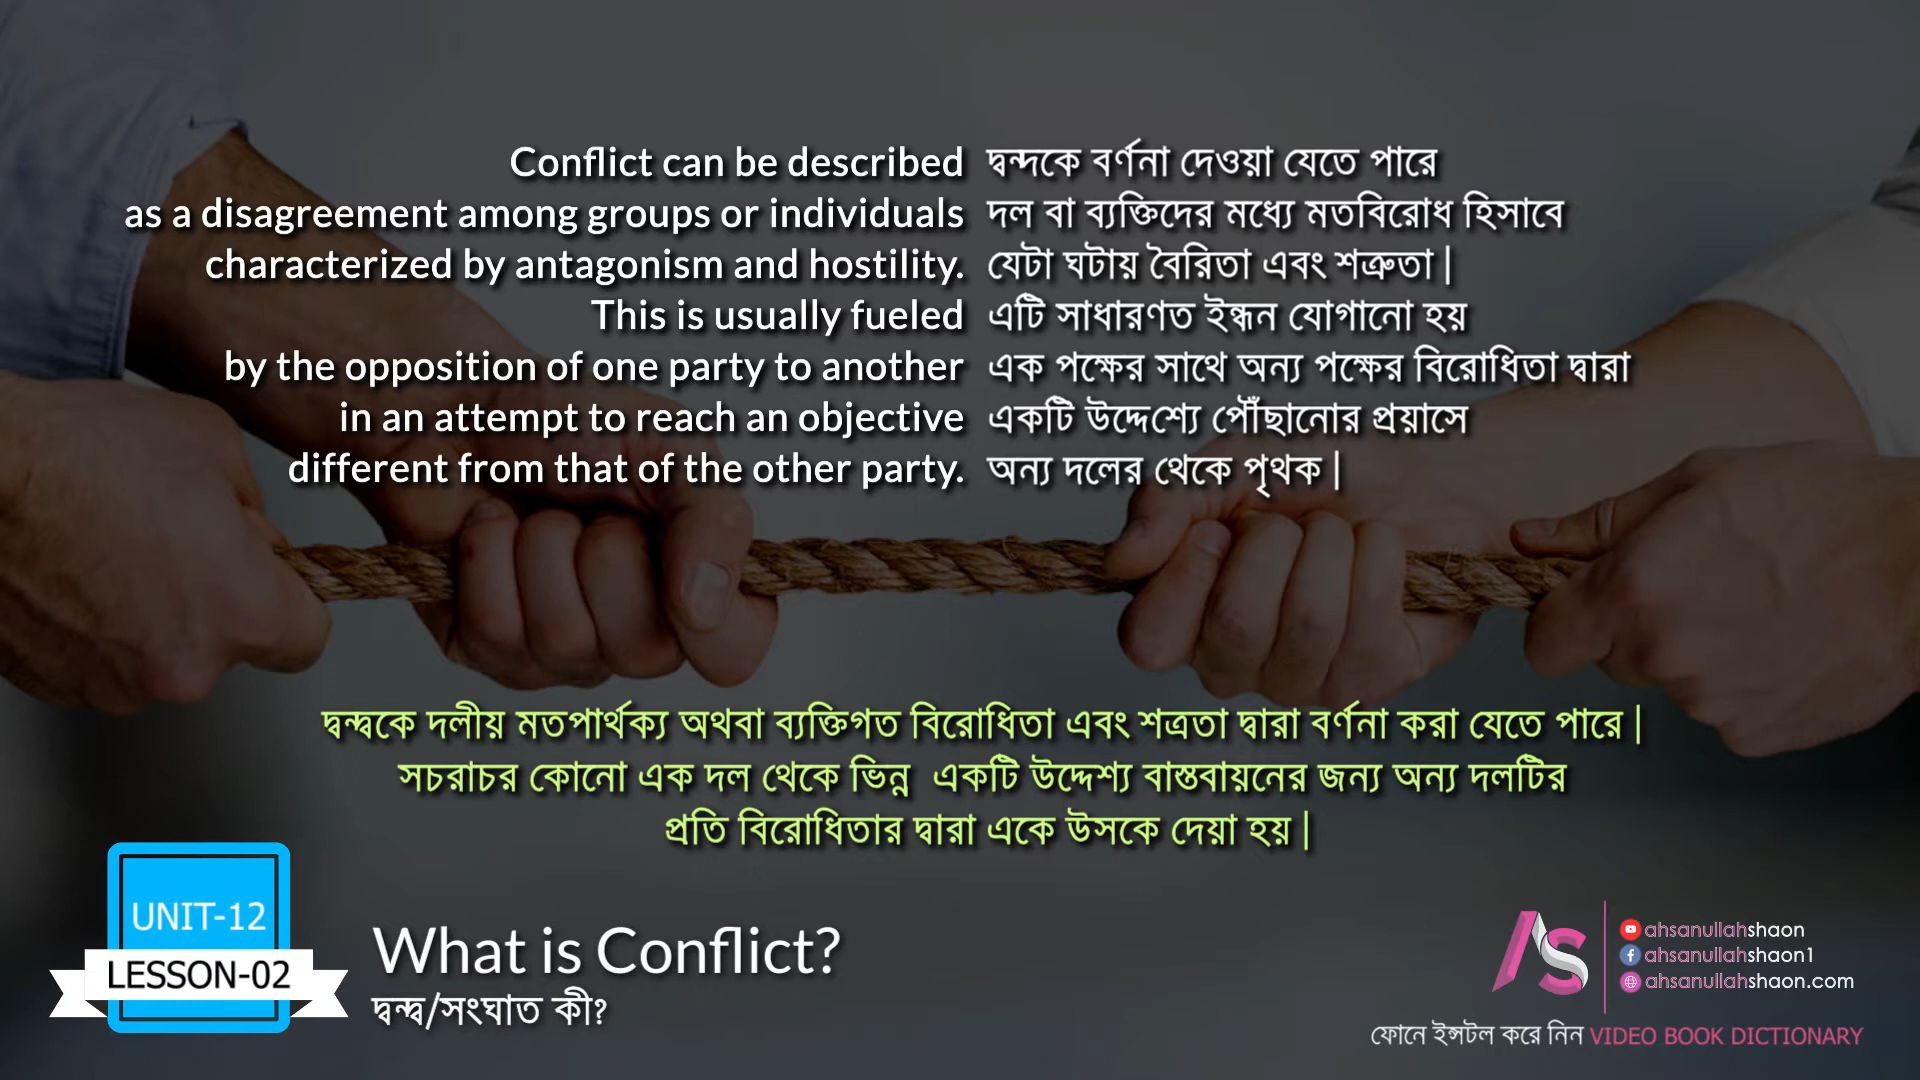 Conflict can be described
as a disagreement among groups or individuals
characterized by antagonism and hostility.
This is usually fueled
by the opposition of one party to another
in an attempt to reach an objective
different from that of the other party.
দ্বন্দকে বর্ণনা দেওয়া যেতে পারে
দল বা ব্যক্তিদের মধ্যে মতবিরোধ হিসাবে
যেটা ঘটায় বৈরিতা এবং শত্রুতা|
এটি সাধারণত ইন্ধন যোগানো হয়
এক পক্ষের সাথে অন্য পক্ষের বিরোধিতা দ্বারা
একটি উদ্দেশ্যে পৌঁছানোর প্রয়াসে
অন্য দলের থেকে পৃথক|
দ্বন্দ্বকে দলীয় মতপার্থক্য অথবা ব্যক্তিগত বিরোধিতা এবং শত্রতা দ্বারা বর্ণনা করা যেতে পারে|
সচরাচর কোনো এক দল থেকে ভিন্ন একটি উদ্দেশ্য বাস্তবায়নের জন্য অন্য দলটির
প্রতি বিরোধিতার দ্বারা একে উসকে দেয়া হয়|
UNIT-12
LESSON-02
What is Conflict?
দ্বন্দ্ব/সংঘাত কী?
AS
ahsanullahshaon
ahsanullahshaon1
ahsanullahshaon.com
ফোনে ইন্সটল করে নিন VIDEO BOOK DICTIONARY